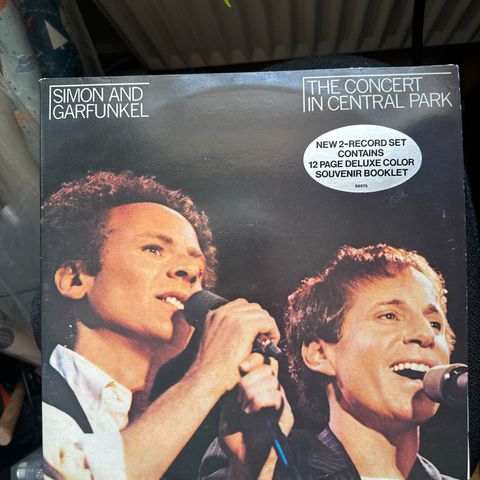 SIMON AND
GARFUNKEL
THE CONCERT
IN CENTRAL PARK
NEW 2-RECORD SET
CONTAINS
12 PAGE DELUXE COLOR
SOUVENIR BOOKLET